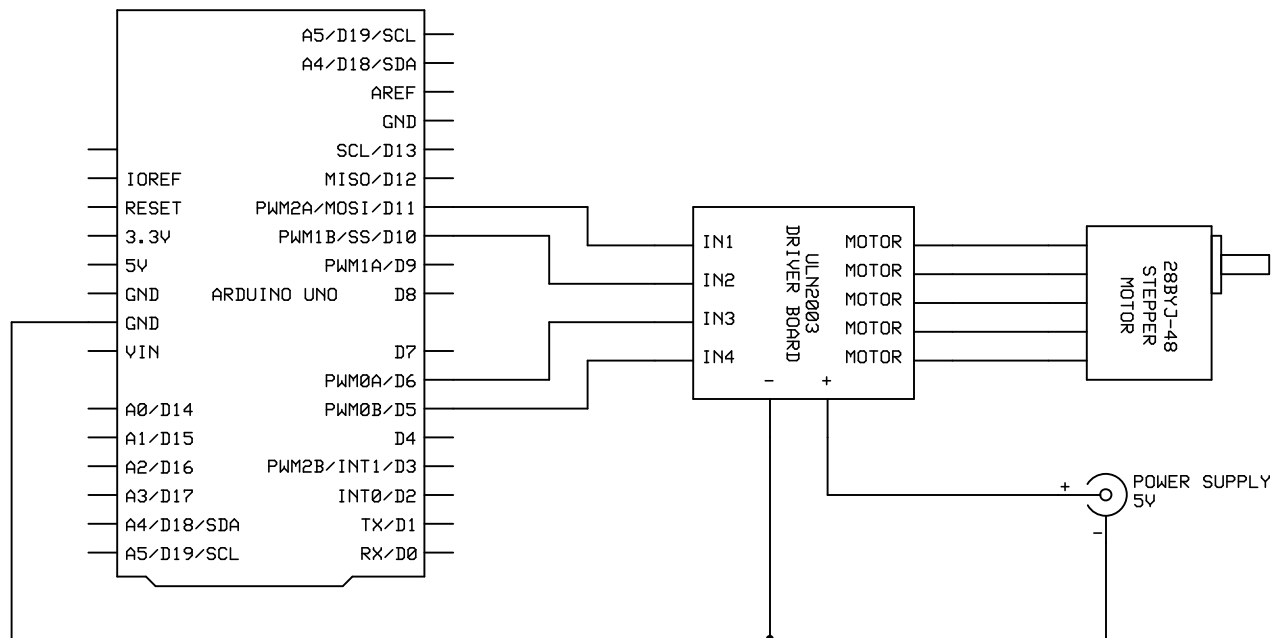 A5/D19/SCL
A4/D18/SDA
AREF
GND
SCL/D13
IOREF
MISO/D12
RESET
PWM2A/MOSI/D11
3.3V
PWM1B/SS/D10
5V
PWM1A/D9
GND
ARDUINO UNO
D8
GND
VIN
D7
PWM0A/D6
A0/D14
PWM0B/D5
A1/D15
D4
A2/D16
PWM2B/INT1/D3
A3/D17
INT0/D2
A4/D18/SDA
TX/D1
A5/D19/SCL
RX/D0
IN1
IN2
IN3
IN4
ULN2003
DRIVER BOARD
MOTOR
MOTOR
MOTOR
MOTOR
MOTOR
-
+
28BYJ-48
STEPPER
MOTOR
+
POWER SUPPLY
5V
-